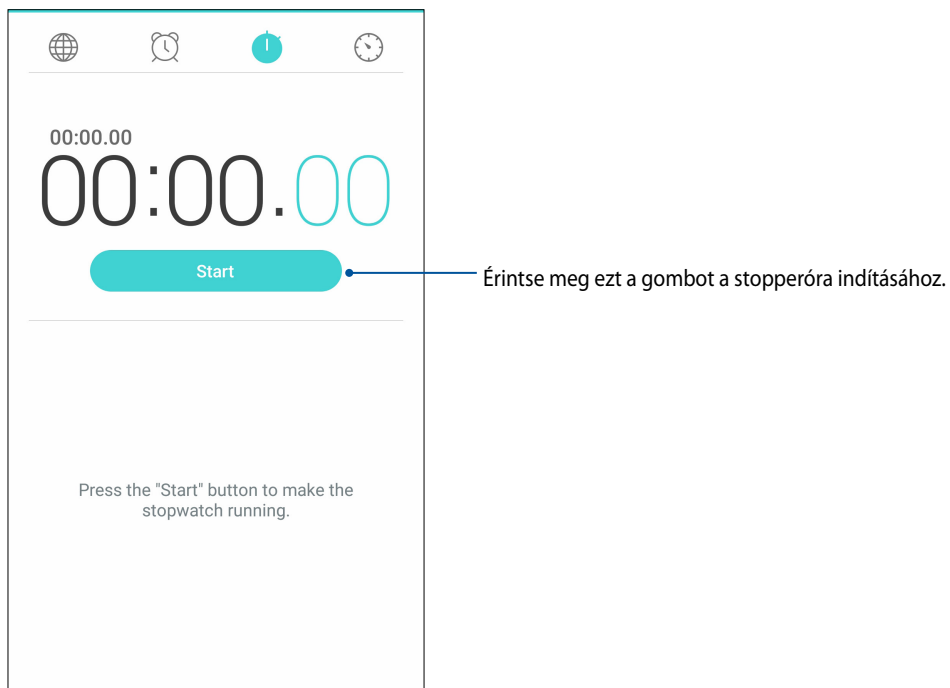 00:00.00
00:00.00
Start
Érintse meg ezt a gombot a stopperóra indításához.
Press the "Start" button to make the
stopwatch running.